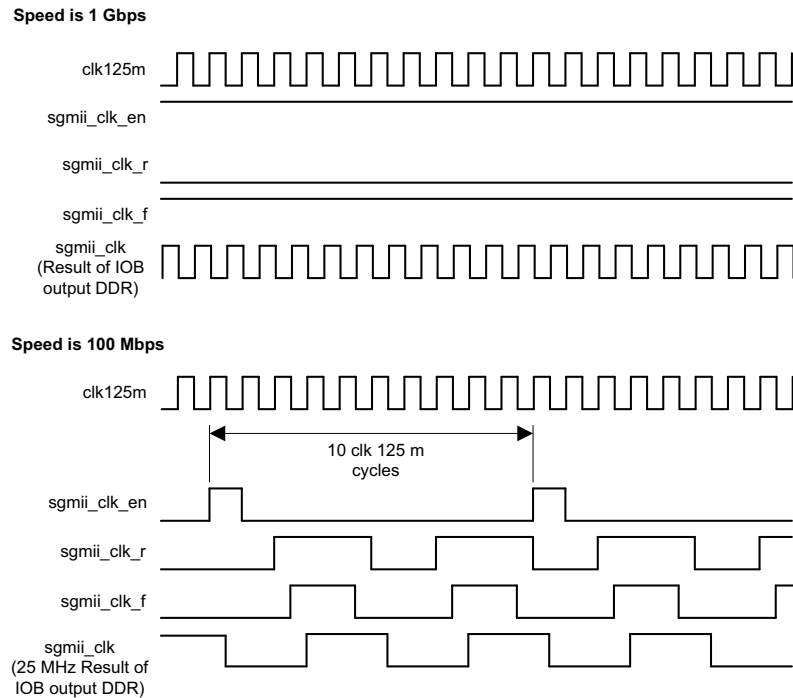 Speed is 1 Gbps
clk125m
sgmii_clk_en
sgmii_clk_r
sgmii_clk_f
sgmii_clk
(Result of IOB
output DDR)
Speed is 100 Mbps
clk125m
10 clk 125 m
cycles
sgmii_clk_en
sgmii_clk_r
sgmii_clk_f
sgmii_clk
(25 MHz Result of
IOB output DDR)